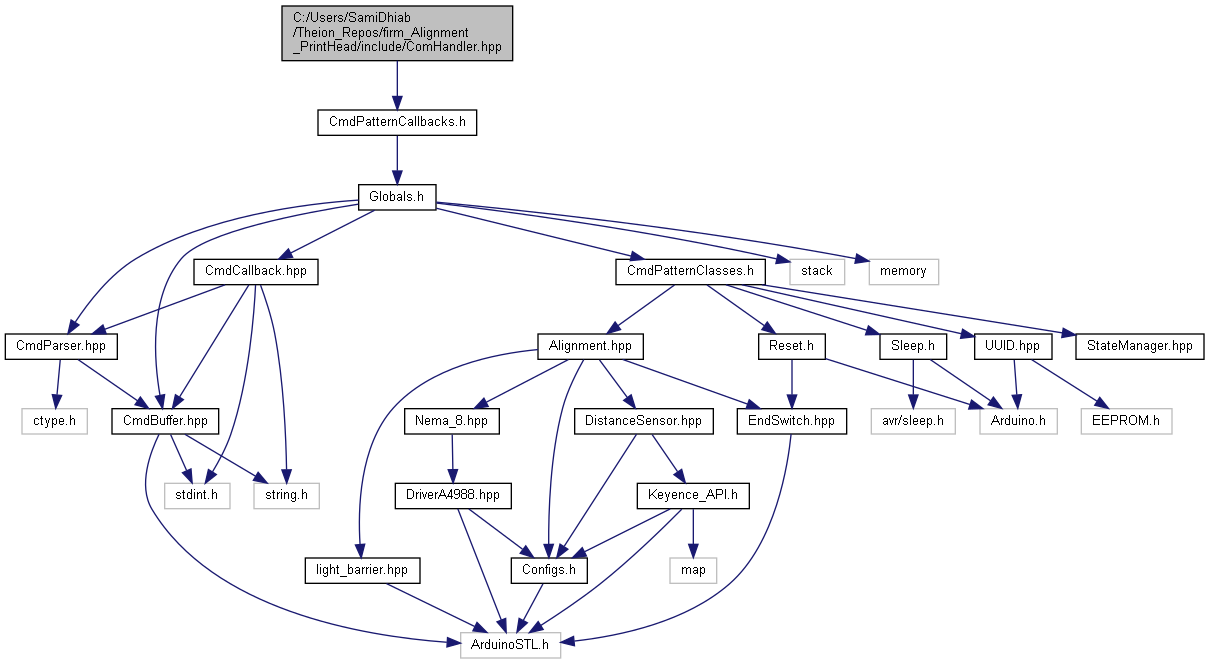 C:/Users/SamiDhiab
/Theion_Repos/firm_Alignment
_PrintHead/include/ComHandler.hpp
CmdPatternCallbacks.h
Globals.h
CmdCallback.hpp
CmdPatternClasses.h
stack
memory
CmdParser.hpp
Alignment.hpp
Reset.h
Sleep.h
UUID.hpp
StateManager.hpp
ctype.h
CmdBuffer.hpp
Nema_8.hpp
DistanceSensor.hpp
EndSwitch.hpp
avr/sleep.h
Arduino.h
EEPROM.h
stdint.h
string.h
DriverA4988.hpp
Keyence_API.h
light_barrier.hpp
Configs.h
map
ArduinoSTL.h